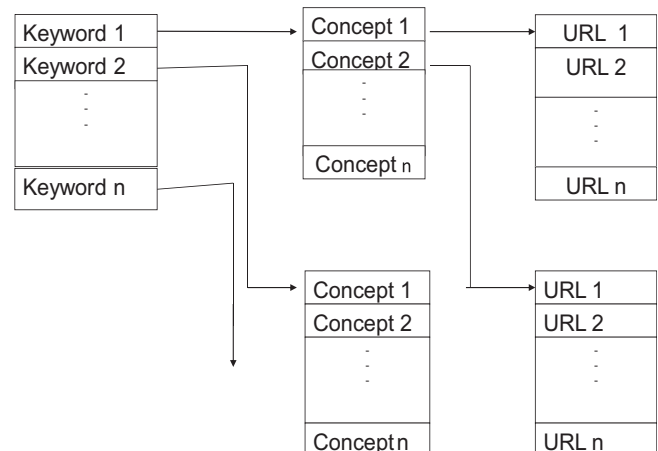 Keyword 1
Keyword 2
Keyword n
Concept 1
Concept 2
Concept n
URL 1
URL 2
URL n
Concept 1
Concept 2
Concept n
URL 1
URL 2
URL n